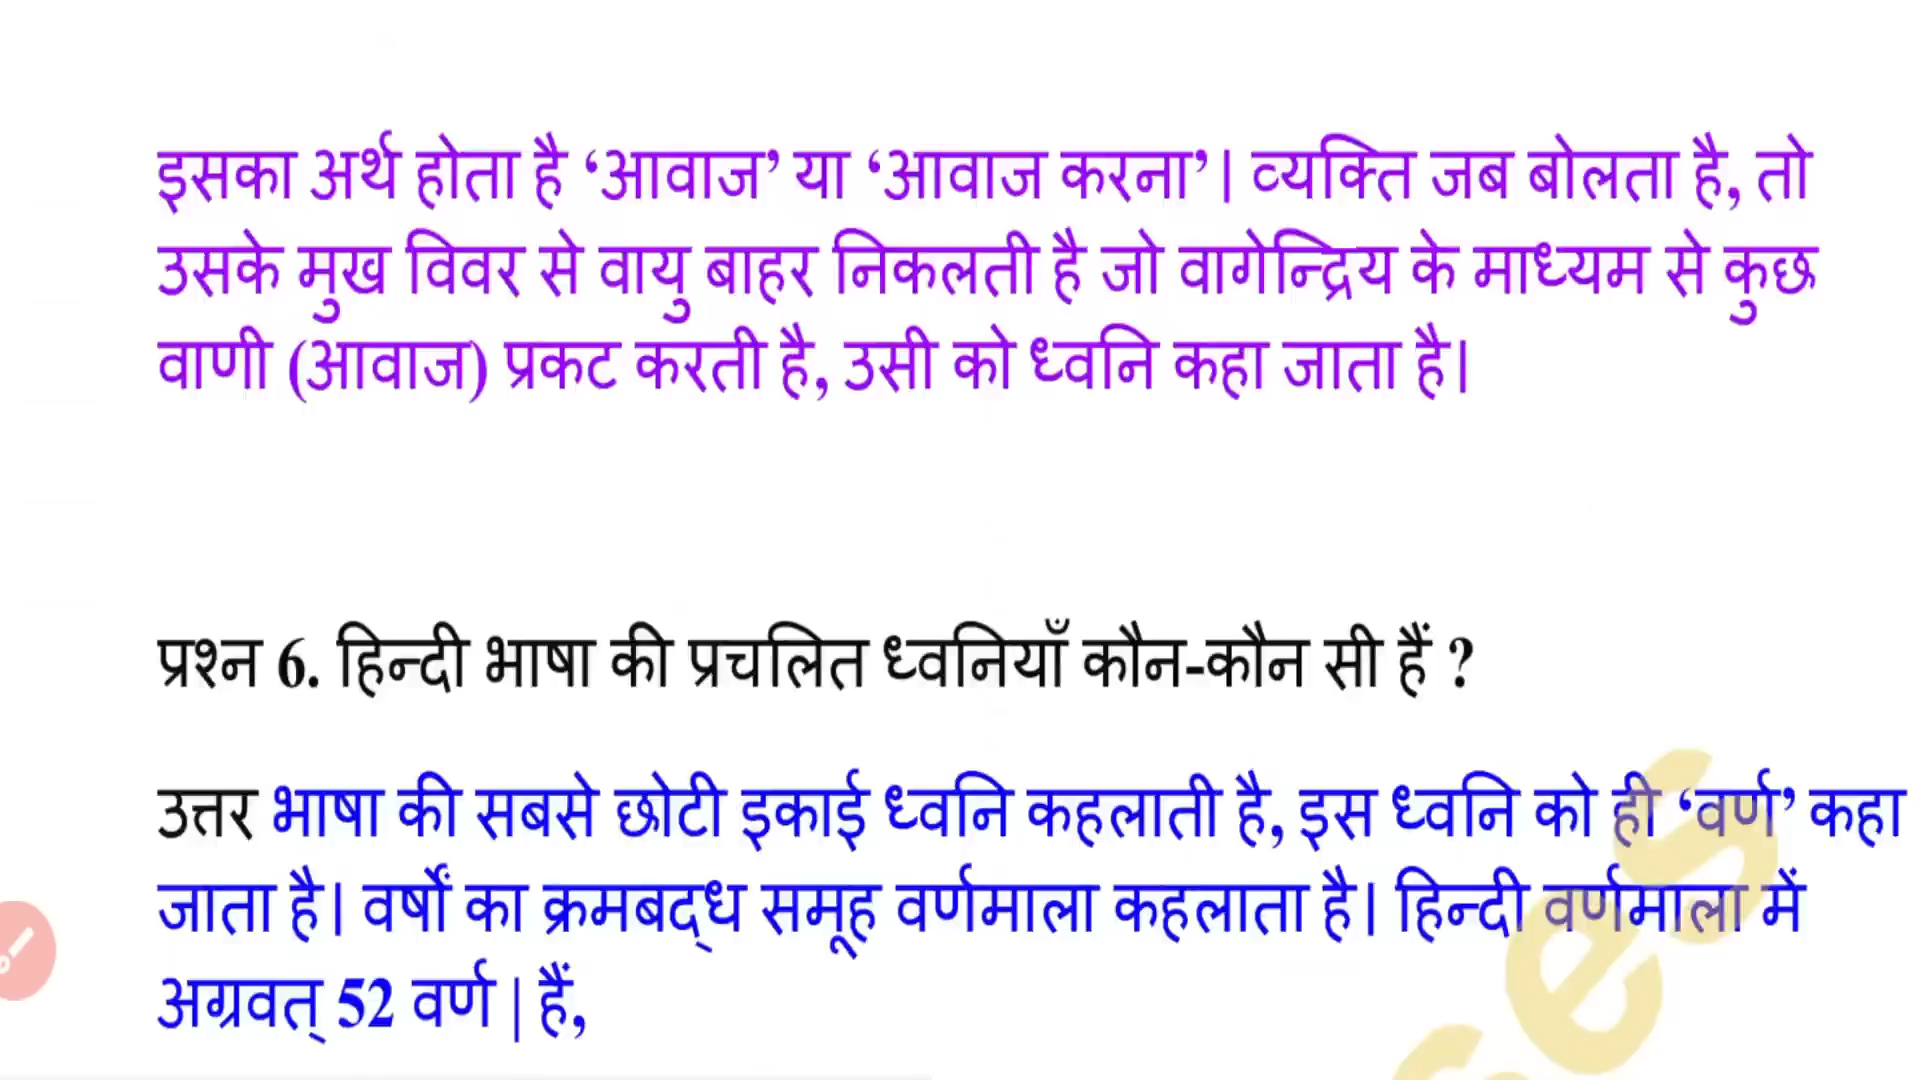 इसका अर्थ होता है ‘आवाज’ या ‘आवाज करना’। व्यक्ति जब बोलता है, तो
उसके मुख विवर से वायु बाहर निकलती है जो वागेन्द्रिय के माध्यम से कुछ
वाणी (आवाज) प्रकट करती है, उसी को ध्वनि कहा जाता है।
प्रश्न 6. हिन्दी भाषा की प्रचलित ध्वनियाँ कौन-कौन सी हैं ?
उत्तर भाषा की सबसे छोटी इकाई ध्वनि कहलाती है, इस ध्वनि को ही ‘वर्ण’ कहा
जाता है। वर्षों का क्रमबद्ध समूह वर्णमाला कहलाता है। हिन्दी वर्णमाला में
अग्रवत् 52 वर्ण | हैं,